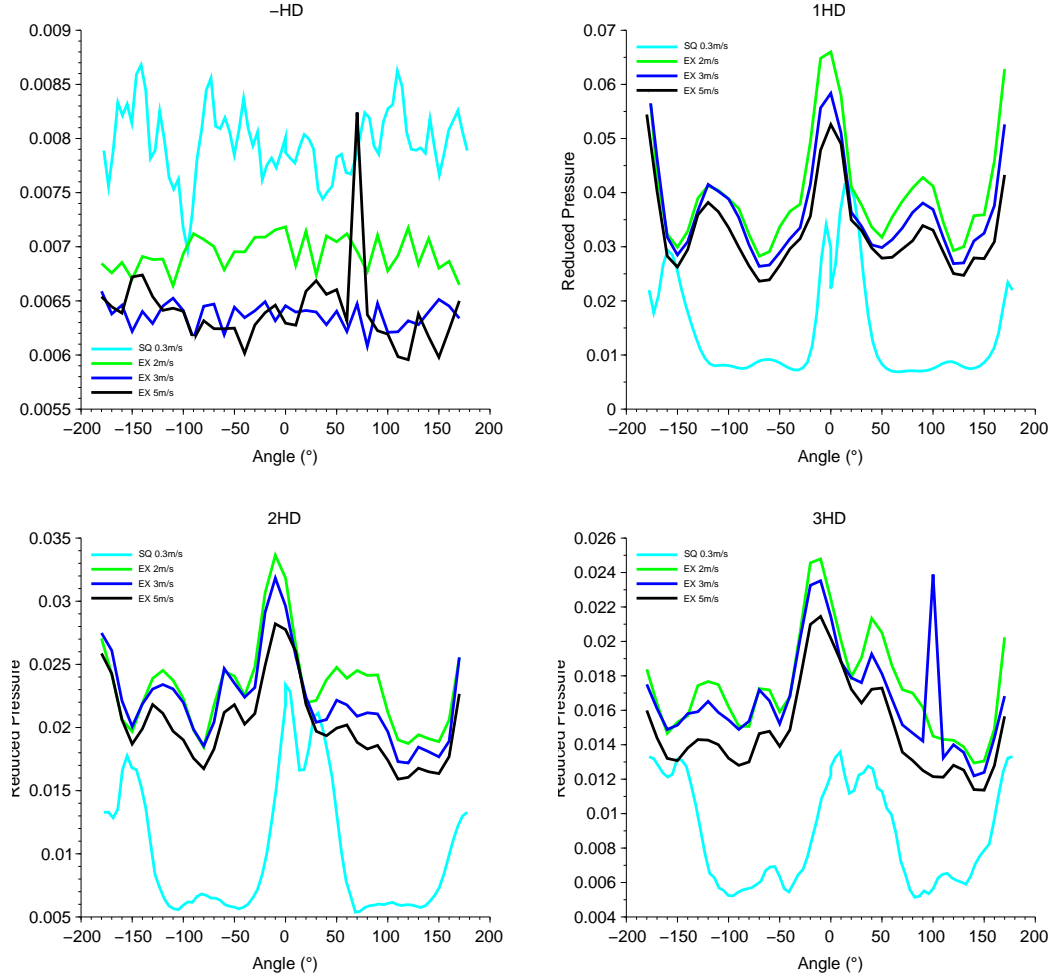 −HD
0.009
0.0085
0.008
0.0075
0.007
0.0065
0.006
0.0055
SQ 0.3m/s
EX 2m/s
EX 3m/s
EX 5m/s
−200 −150 −100 −50 0 50 100 150 200
Angle (°)
1HD
Reduced Pressure
0.07
0.06
0.05
0.04
0.03
0.02
0.01
0
SQ 0.3m/s
EX 2m/s
EX 3m/s
EX 5m/s
−200 −150 −100 −50 0 50 100 150 200
Angle (°)
2HD
Reduced Pressure
0.035
0.03
0.025
0.02
0.015
0.01
0.005
SQ 0.3m/s
EX 2m/s
EX 3m/s
EX 5m/s
−200 −150 −100 −50 0 50 100 150 200
Angle (°)
3HD
Reduced Pressure
0.026
0.024
0.022
0.02
0.018
0.016
0.014
0.012
0.01
0.008
0.006
0.004
SQ 0.3m/s
EX 2m/s
EX 3m/s
EX 5m/s
−200 −150 −100 −50 0 50 100 150 200
Angle (°)